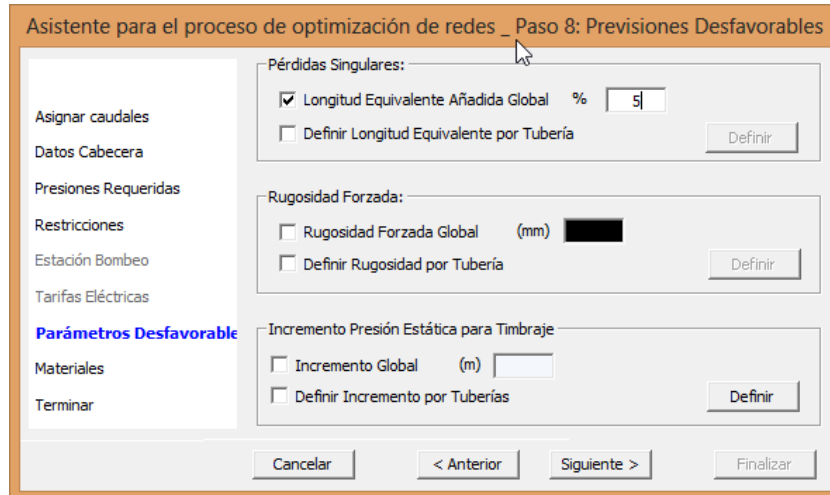 Asistente para el proceso de optimización de redes _ Paso 8: Previsiones Desfavorables
Asignar caudales
Datos Cabecera
Presiones Requeridas
Restricciones
Estación Bombeo
Tarifas Eléctricas
Parámetros Desfavorable
Materiales
Terminar
Pérdidas Singulares:
Longitud Equivalente Añadida Global % 5
Definir Longitud Equivalente por Tubería Definir
Rugosidad Forzada:
Rugosidad Forzada Global (mm)
Definir Rugosidad por Tubería Definir
Incremento Presión Estática para Timbraje
Incremento Global (m)
Definir Incremento por Tuberías Definir
Cancelar < Anterior Siguiente > Finalizar